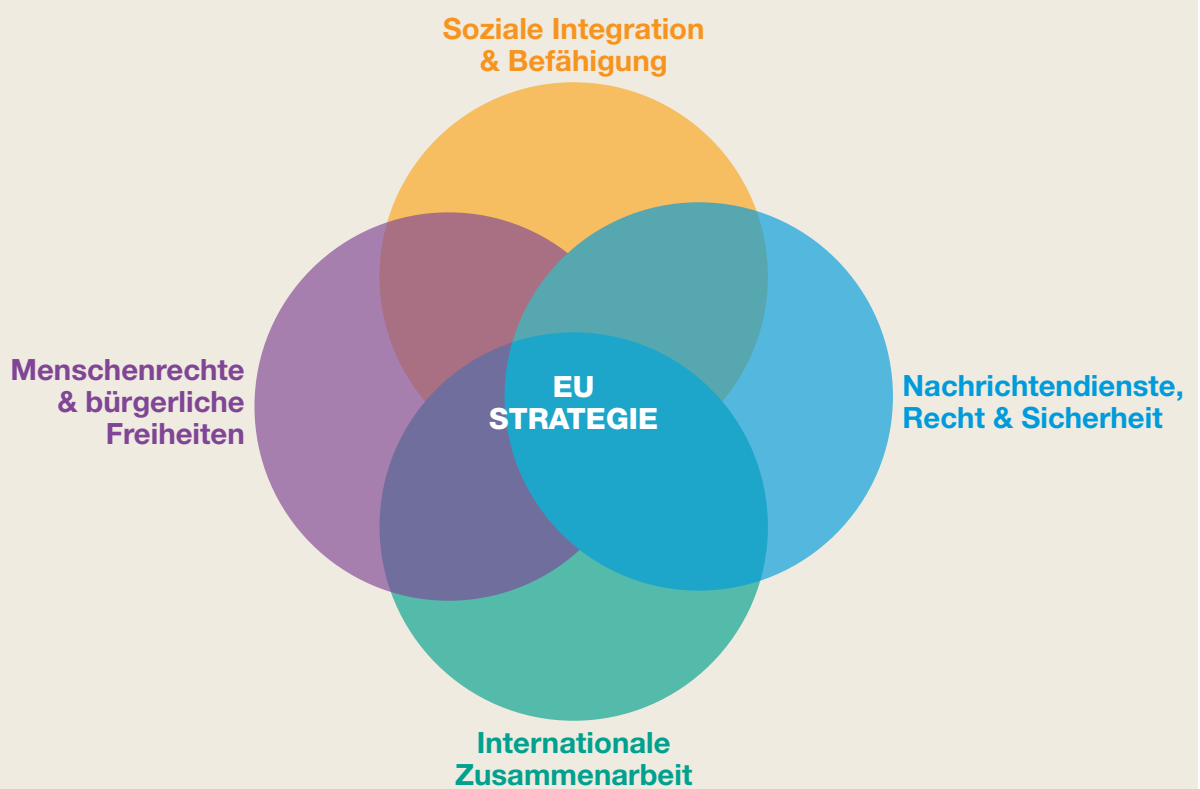 Soziale Integration
& Befähigung
Menschenrechte
& bürgerliche
Freiheiten
EU
STRATEGIE
Nachrichtendienste,
Recht & Sicherheit
Internationale
Zusammenarbeit